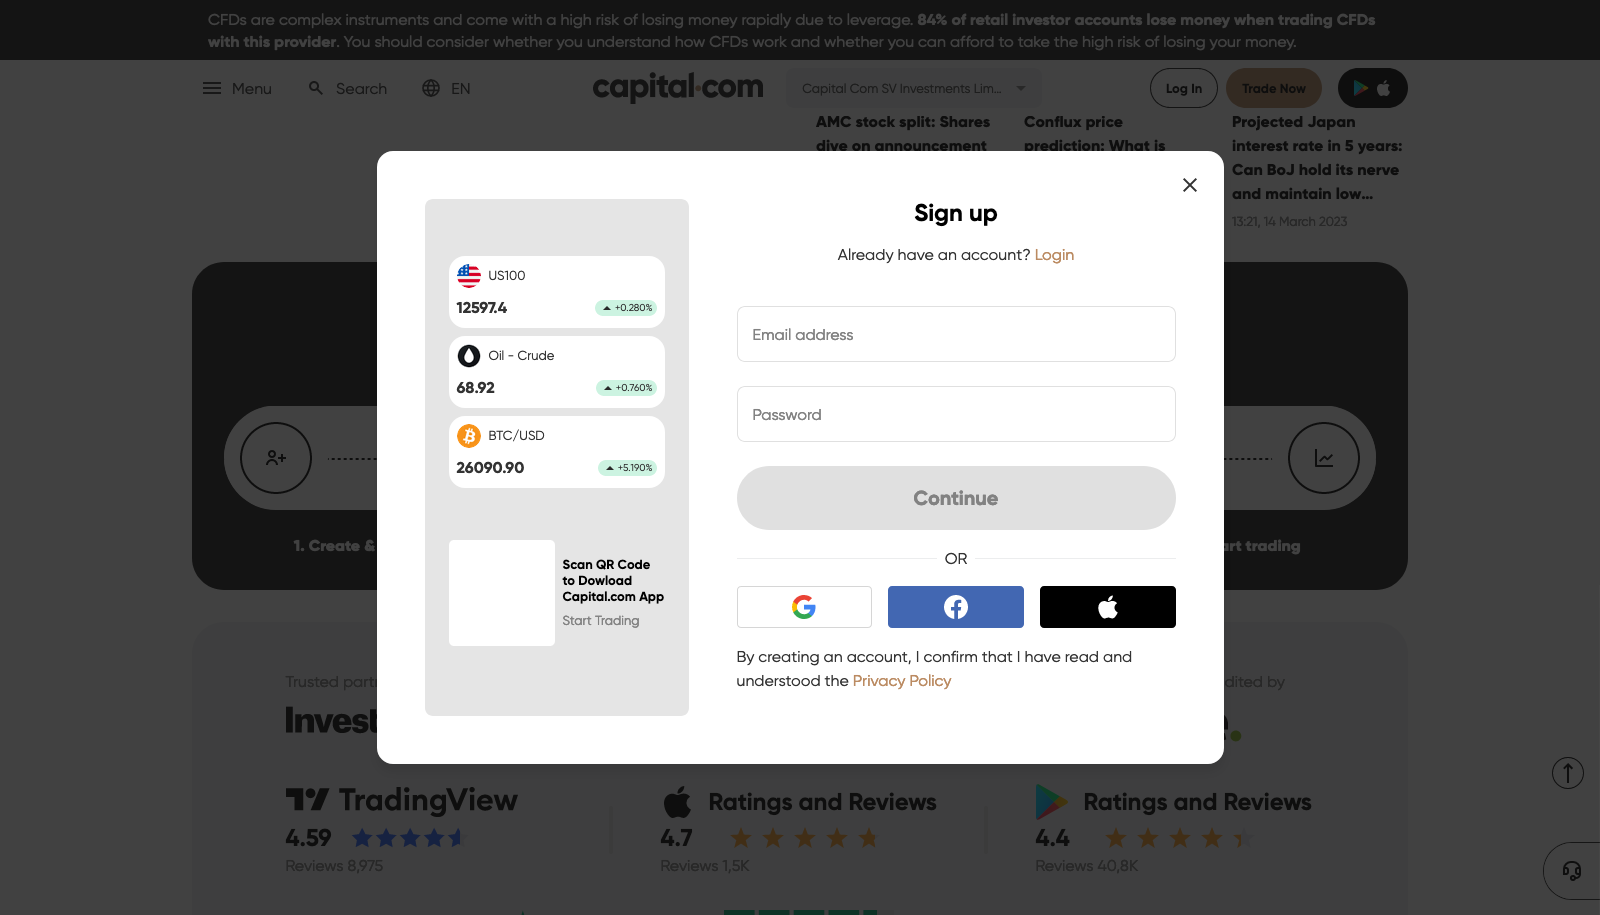 CFDs are complex instruments and come with a high risk of losing money rapidly due to leverage. 84% of retail investor accounts lose money when trading CFDs
with this provider. You should consider whether you understand how CFDs work and whether you can afford to take the high risk of losing your money.
Menu
Search
EN
capital.com
Capital Com SV Investments Lim...
Log In
Trade Now
AMC stock split: Shares
dive on announcement
Conflux price
prediction: What is
Projected Japan
interest rate in 5 years:
Can BoJ hold its nerve
and maintain low...
13:21, 14 March 2023
US100
12597.4
+0.280%
Oil - Crude
68.92
+0.760%
BTC/USD
26090.90
+5.190%
Scan QR Code
to Dowload
Capital.com App
Start Trading
Sign up
Already have an account? Login
Email address
Password
Continue
OR
By creating an account, I confirm that I have read and
understood the Privacy Policy
1. Create &
trading
Trusted
by
TradingView
4.59
Reviews 8,975
Ratings and Reviews
4.7
Reviews 1,5K
Ratings and Reviews
4.4
Reviews 40,8K